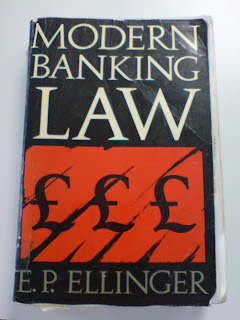 MODERN
BANKING
LAW
£ £ £
E.P. ELLINGER